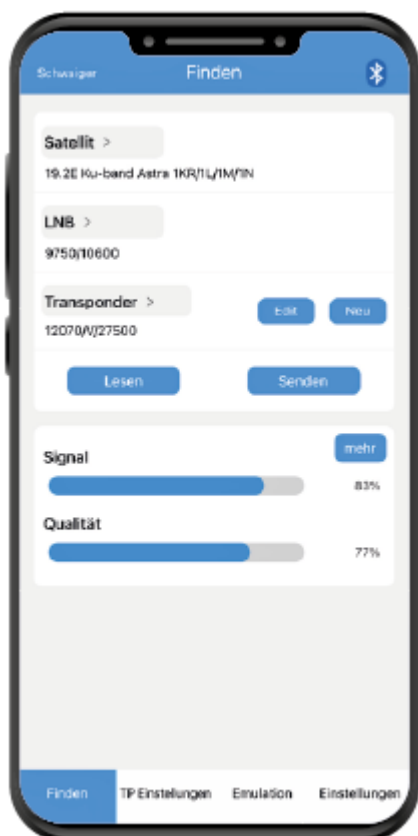 Schwaiger Finden
Satellit >
19.2E Ku-band Astra 1KR/1L/1M/1N
LNB >
9750/10600
Transponder > Edit Neu
12070/V/27500
Lesen Senden
mehr
Signal
83%
Qualität
77%
Finden TP Einstellungen Emulation Einstellungen